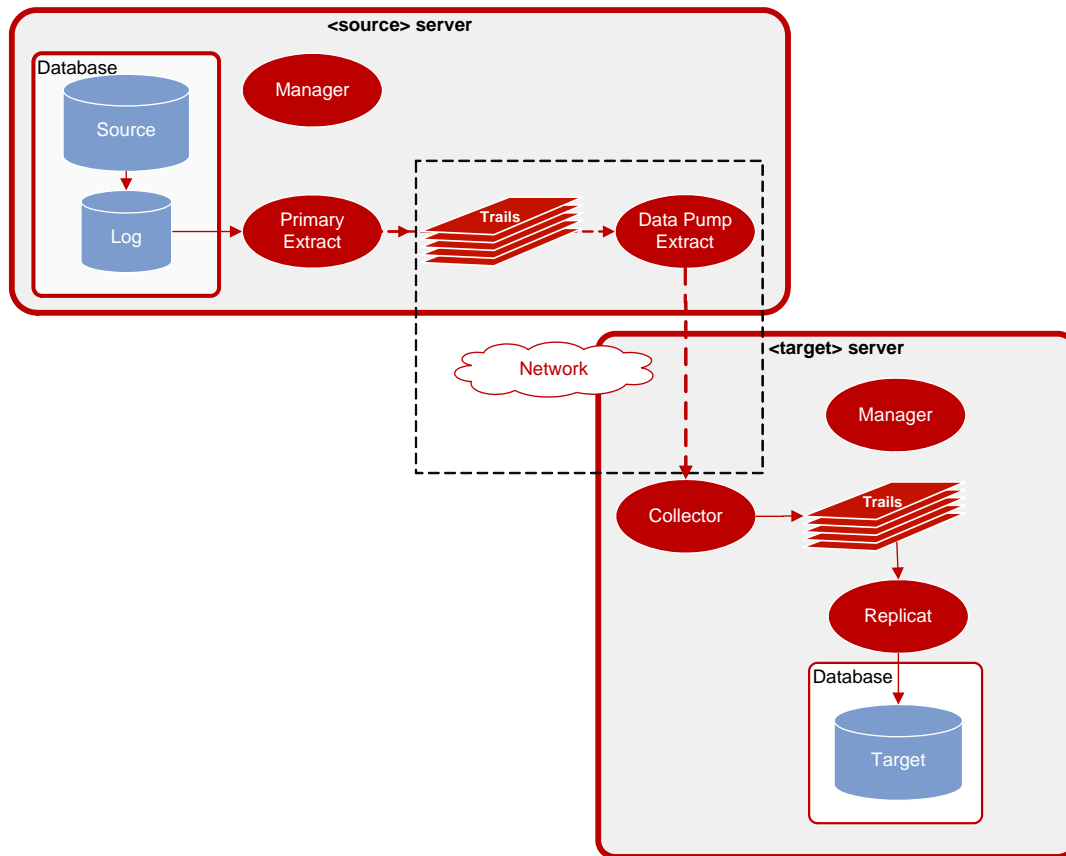 <source> server
Database
Manager
Source
Primary
Extract
Trails
Data Pump
Extract
Log
Network
<target> server
Manager
Collector
Trails
Replicat
Database
Target